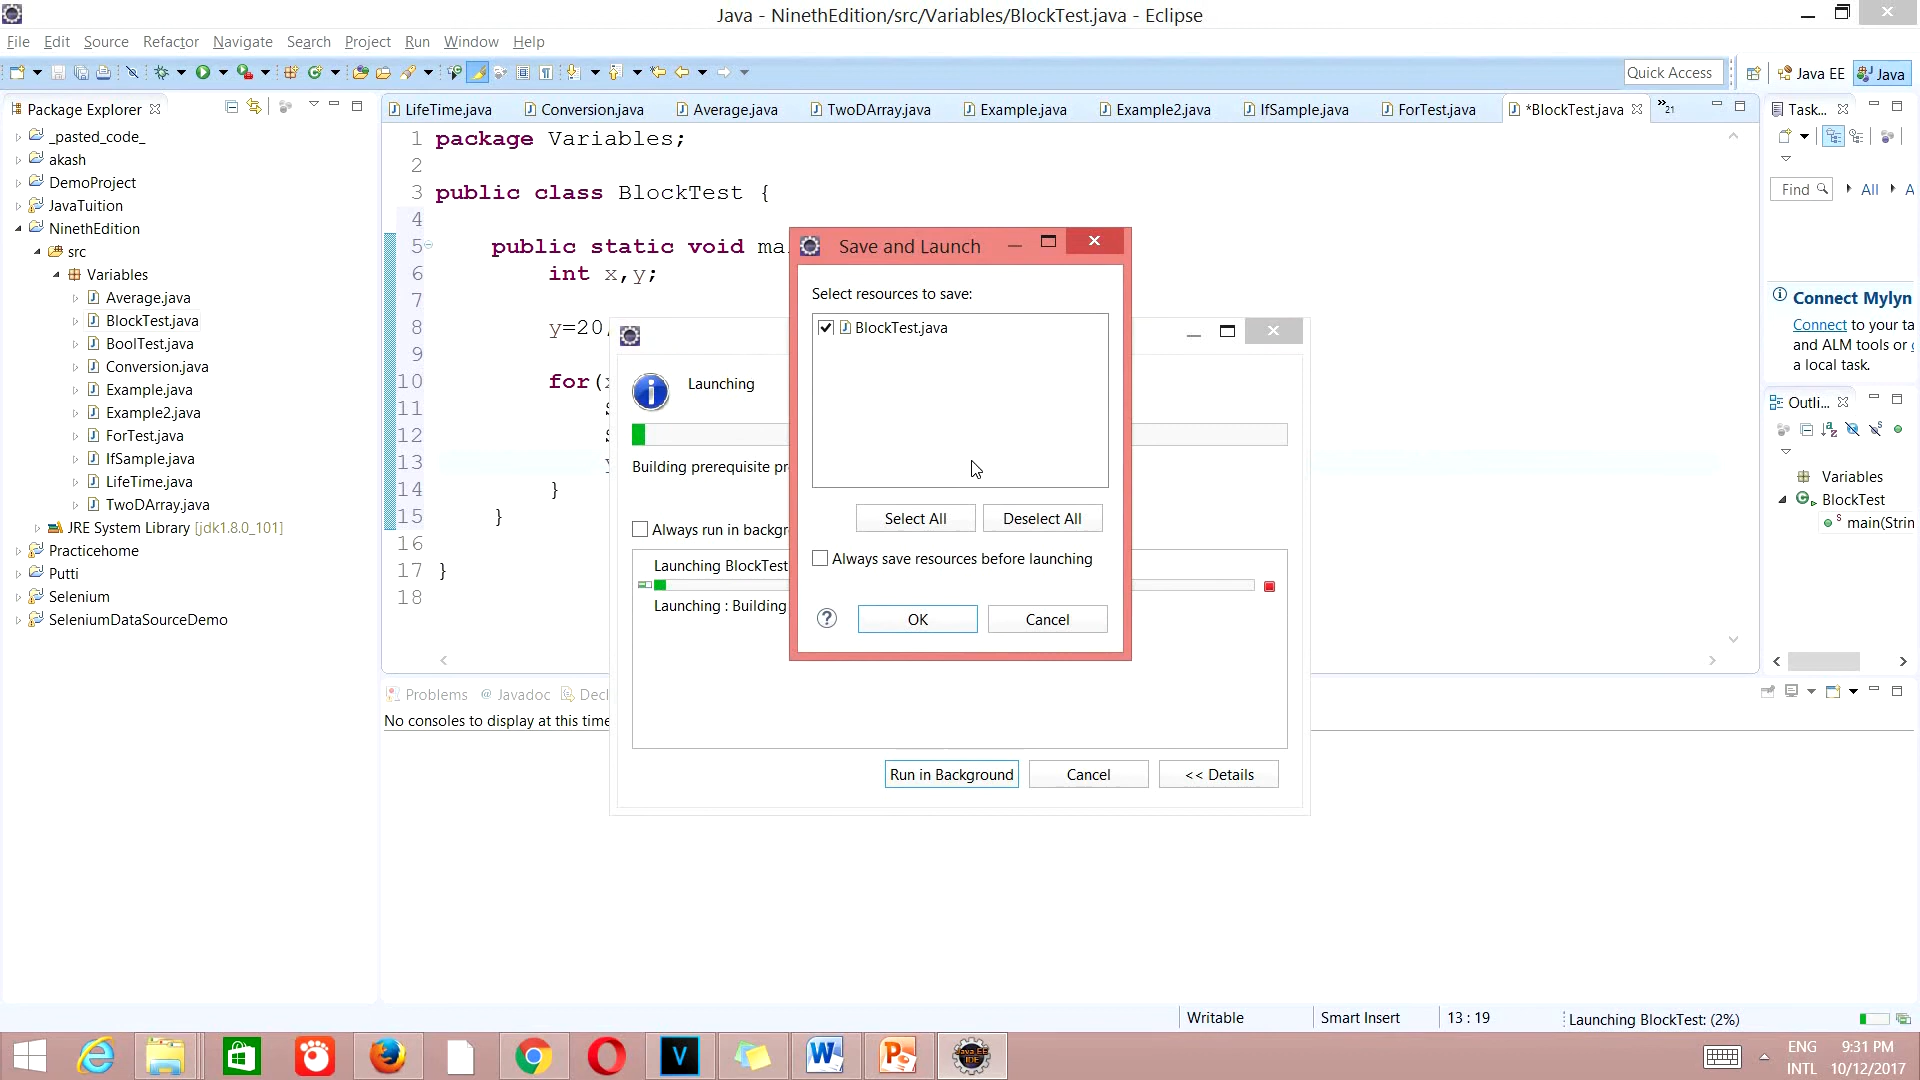 Java - NinethEdition/src/Variables/BlockTest.java - Eclipse
File Edit Source Refactor Navigate Search Project Run Window Help
Quick Access
Java EE
Java
Package Explorer
_pasted_code_
akash
DemoProject
JavaTuition
NinethEdition
src
Variables
Average.java
BlockTest.java
BoolTest.java
Conversion.java
Example.java
Example2.java
ForTest.java
IfSample.java
LifeTime.java
TwoDArray.java
JRE System Library [jdk1.8.0_101]
Practicehome
Putti
Selenium
SeleniumDataSourceDemo
LifeTime.java Conversion.java Average.java TwoDArray.java Example.java Example2.java IfSample.java ForTest.java *BlockTest.java »21
1 package Variables;
2
3 public class BlockTest {
4
5 public static void
6 int x,y;
7
8 y=20
9
10 for(
11
12
13
14 }
15 }
16
17 }
18
Launching
Building prerequisite
Always run in
Launching BlockTest
Launching : Building
Run in Background
Cancel
<< Details
Save and Launch
Select resources to save:
BlockTest.java
Select All
Deselect All
Always save resources before launching
OK
Cancel
Problems @ Javadoc
No consoles to display at this time
Task...
Find
All
Connect Mylyn
Connect to your
and ALM tools or
a local task.
Outli...
Variables
BlockTest
S
Writable
Smart Insert
13 : 19
Launching BlockTest: (2%)
V
W
P
Java EE
IDE
ENG
INTL
9:31 PM
10/12/2017